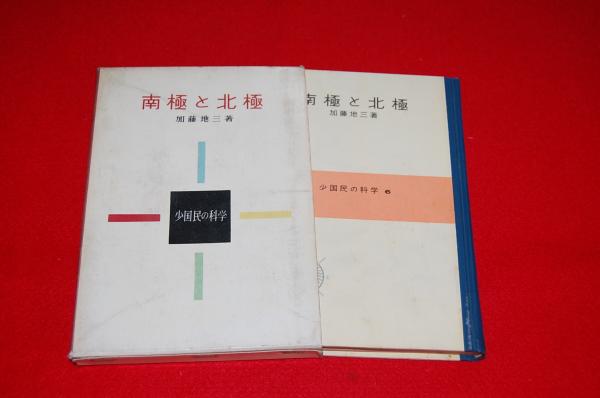 南極と北極
加藤地三著
少国民の科学
南極と北極
加藤地三著
少国民の科学 6